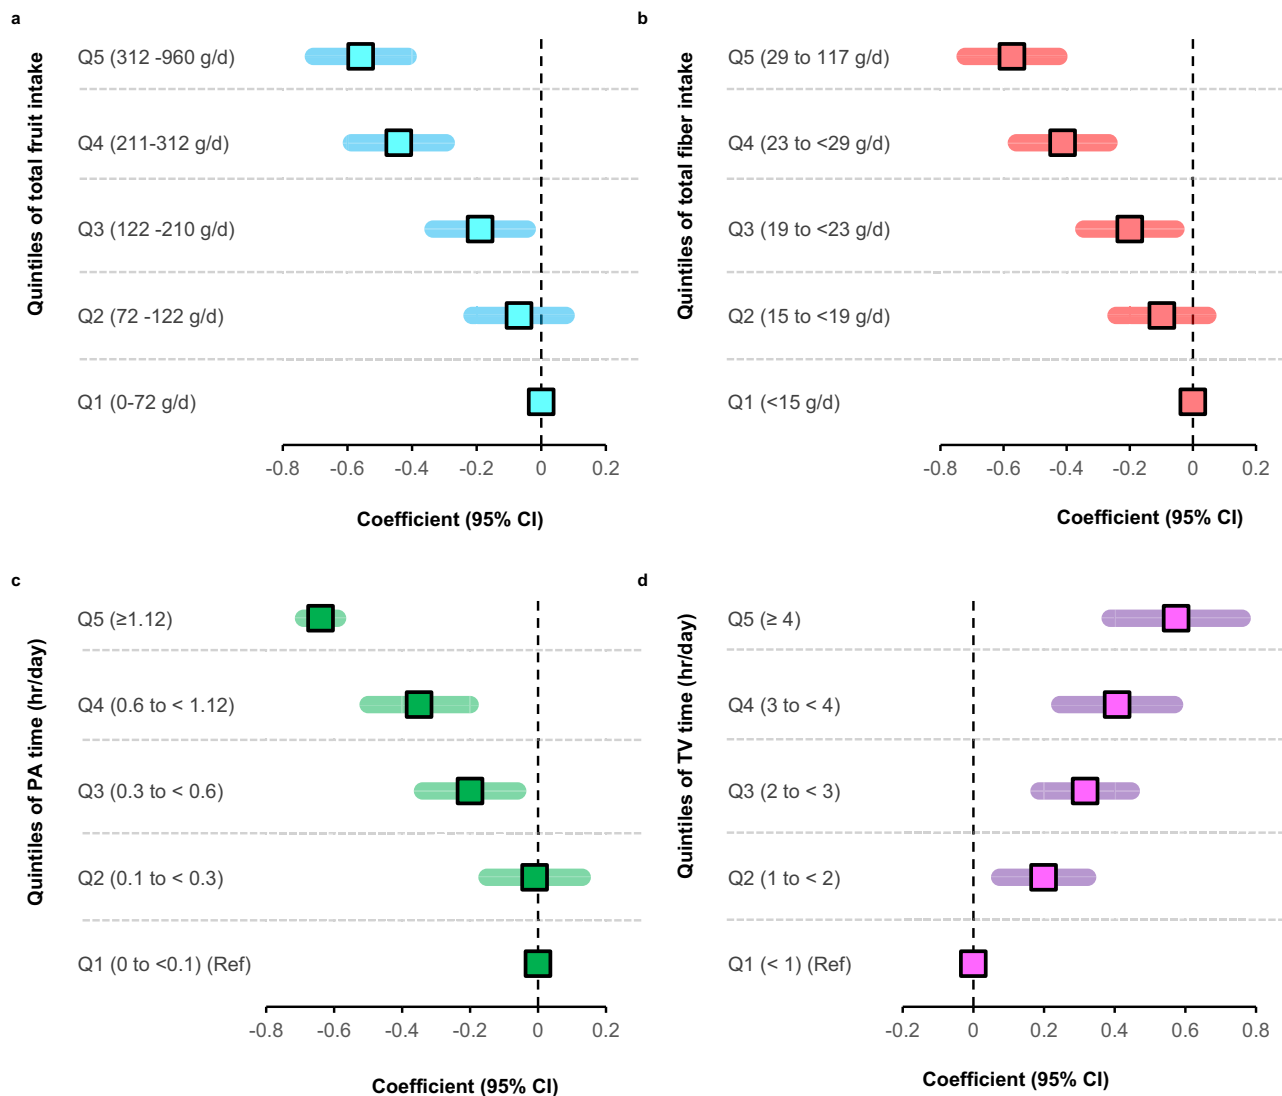 a
Quintiles of total fruit intake
Q5 (312 -960 g/d)
Q4 (211-312 g/d)
Q3 (122 -210 g/d)
Q2 (72 -122 g/d)
Q1 (0-72 g/d)
-0.8 -0.6 -0.4 -0.2 0 0.2
Coefficient (95% CI)
b
Quintiles of total fiber intake
Q5 (29 to 117 g/d)
Q4 (23 to <29 g/d)
Q3 (19 to <23 g/d)
Q2 (15 to <19 g/d)
Q1 (<15 g/d)
-0.8 -0.6 -0.4 -0.2 0 0.2
Coefficient (95% CI)
c
Quintiles of PA time (hr/day)
Q5 (≥1.12)
Q4 (0.6 to < 1.12)
Q3 (0.3 to < 0.6)
Q2 (0.1 to < 0.3)
Q1 (0 to <0.1) (Ref)
-0.8 -0.6 -0.4 -0.2 0 0.2
Coefficient (95% CI)
d
Quintiles of TV time (hr/day)
Q5 (≥ 4)
Q4 (3 to < 4)
Q3 (2 to < 3)
Q2 (1 to < 2)
Q1 (< 1) (Ref)
-0.2 0 0.2 0.4 0.6 0.8
Coefficient (95% CI)